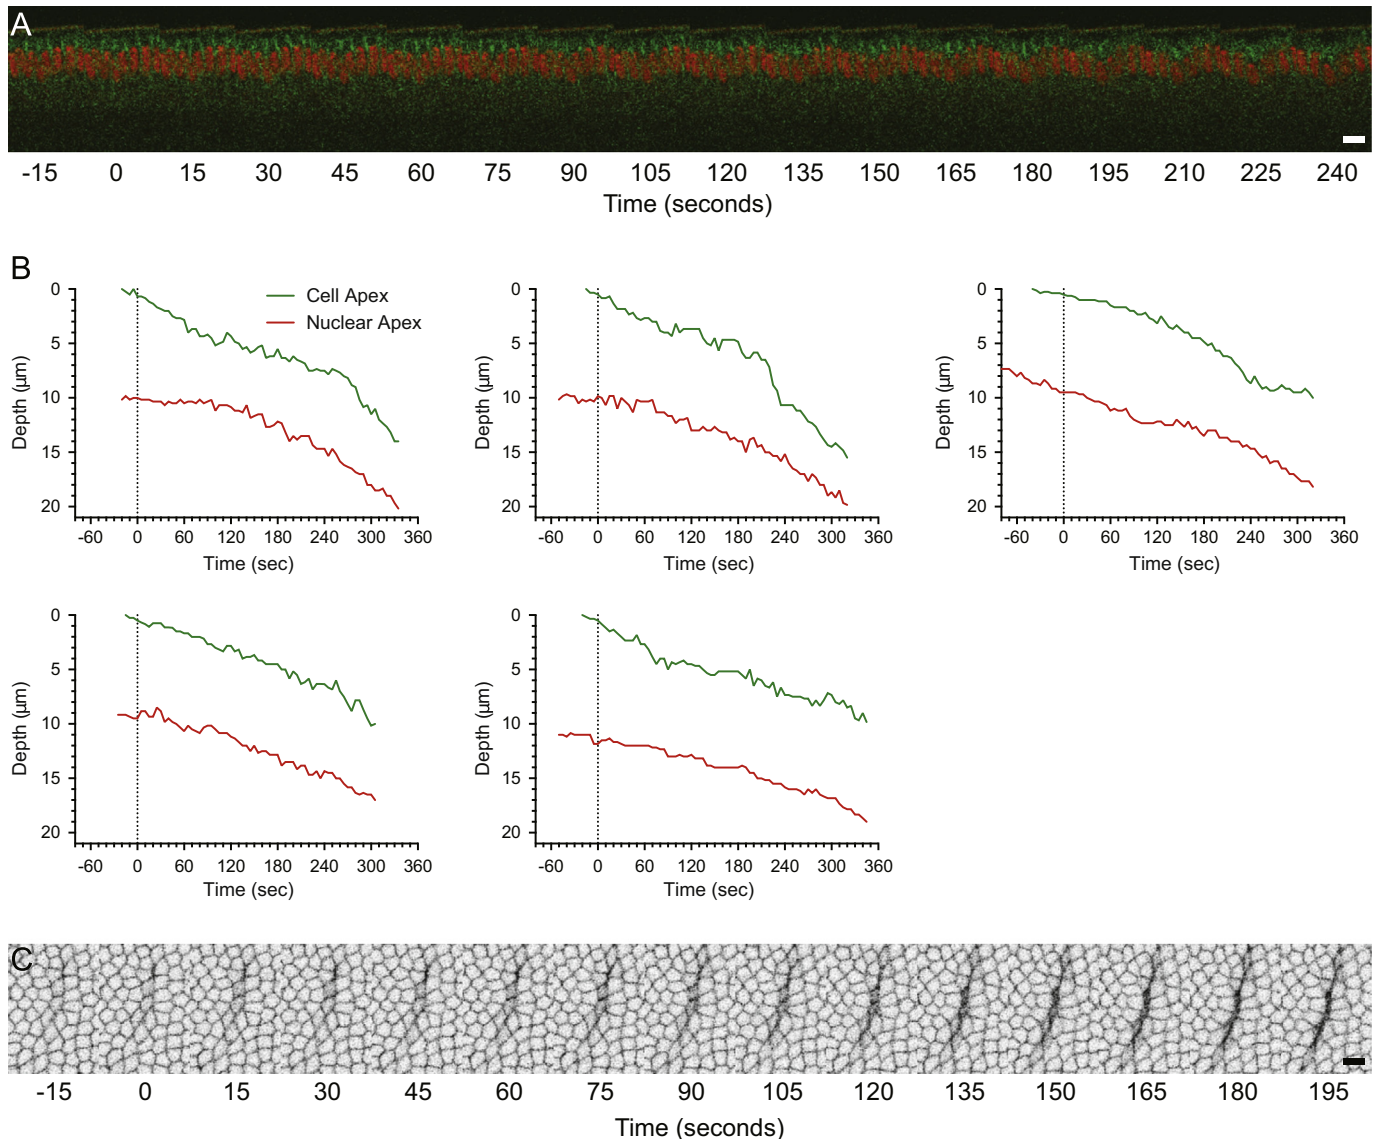 A
-15 0 15 30 45 60 75 90 105 120 135 150 165 180 195 210 225 240
Time (seconds)
B
Cell Apex
Nuclear Apex
0
5
10
15
20
Depth (µm)
-60 0 60 120 180 240 300 360
Time (sec)
0
5
10
15
20
Depth (µm)
-60 0 60 120 180 240 300 360
Time (sec)
0
5
10
15
20
Depth (µm)
-60 0 60 120 180 240 300 360
Time (sec)
0
5
10
15
20
Depth (µm)
-60 0 60 120 180 240 300 360
Time (sec)
0
5
10
15
20
Depth (µm)
-60 0 60 120 180 240 300 360
Time (sec)
C
-15 0 15 30 45 60 75 90 105 120 135 150 165 180 195
Time (seconds)